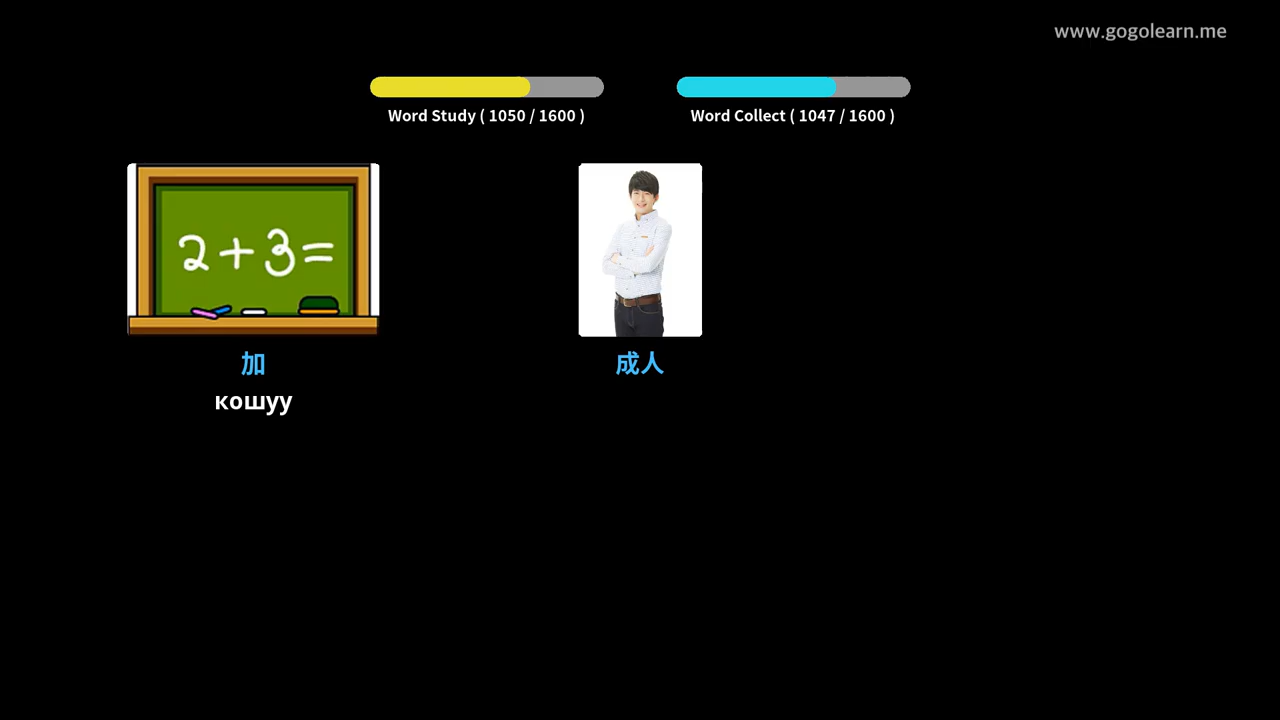 www.gogolearn.me
Word Study ( 1050 / 1600 )
Word Collect ( 1047 / 1600 )
2+3=
加
кошуу
成人